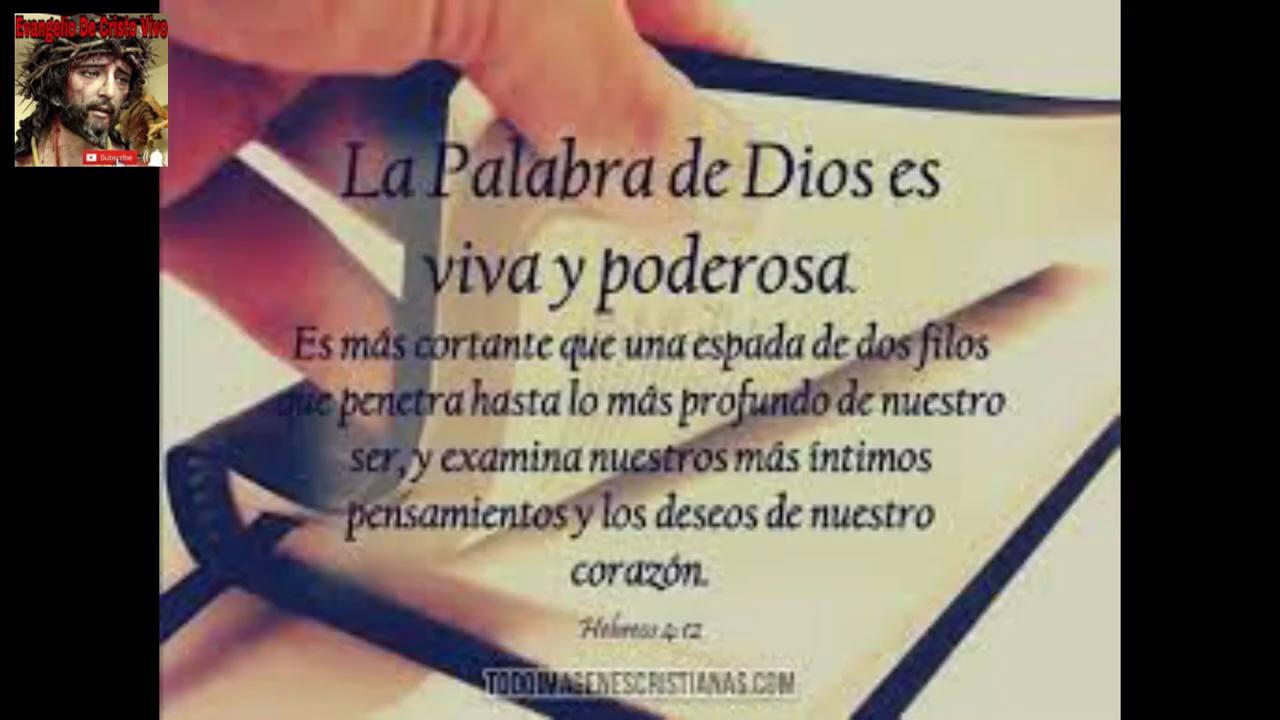 Evangelio De Cristo Vivo
Subscribe
La Palabra de Dios es
viva y poderosa.
Es más cortante que una espada de dos filos
que penetra hasta lo más profundo de nuestro
ser, y examina nuestros más íntimos
pensamientos y los deseos de nuestro
corazón.
Hebreos 4:12
TODOIMAGENESCRISTIANAS.COM